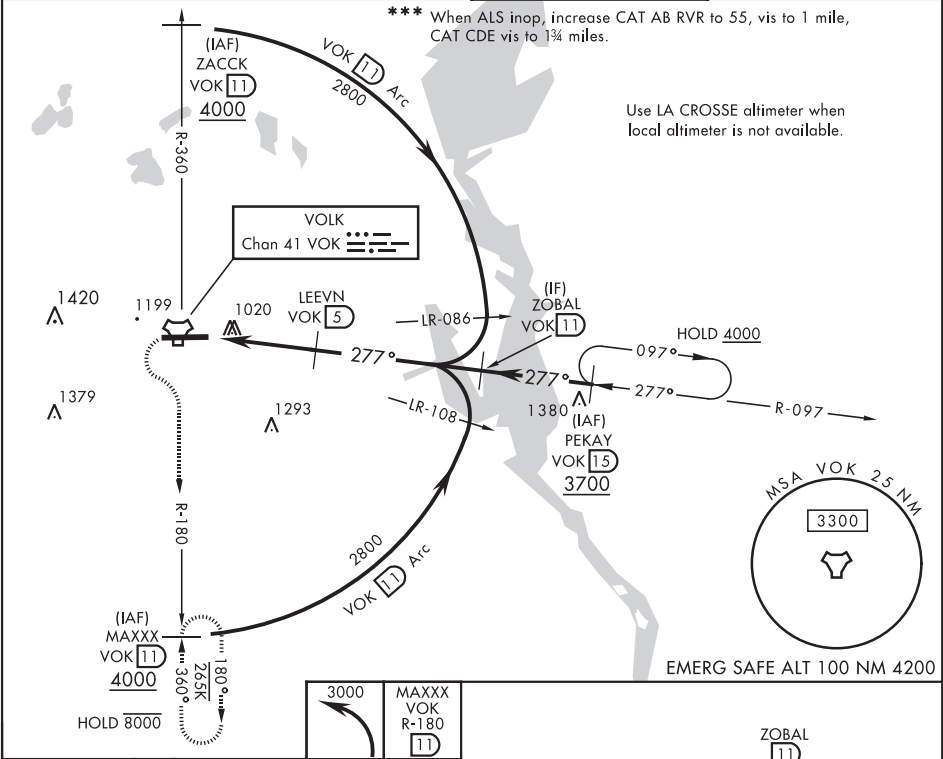 *** When ALS inop, increase CAT AB RVR to 55, vis to 1 mile,
CAT CDE vis to 1¾ miles.
(IAF)
ZACCK
VOK 11
4000
VOK 11 Arc
2800
Use LA CROSSE altimeter when
local altimeter is not available.
R-360
VOLK
Chan 41 VOK
1420
1199
1020
LEEVN
VOK 5
LR-086
(IF)
ZOBAL
VOK 11
HOLD 4000
277°
277°
097°
277°
R-097
1379
1293
LR-108
1380
(IAF)
PEKAY
VOK 15
3700
MSA VOK 25 NM
3300
R-180
2800
VOK 11 Arc
(IAF)
MAXXX
VOK 11
4000
360°
265K
180°
HOLD 8000
EMERG SAFE ALT 100 NM 4200
3000
MAXXX
VOK
R-180
11
ZOBAL
11